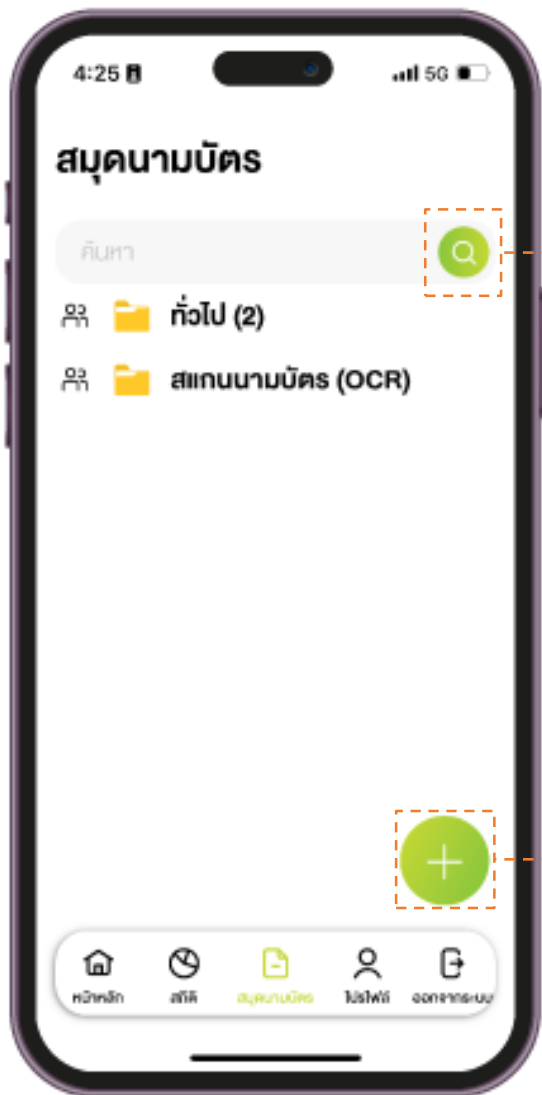 4:25
5G
สมุดนามบัตร
ค้นหา
ทั่วไป (2)
สแกนนามบัตร (OCR)
หน้าหลัก
สถิติ
สมุดนามบัตร
โปรไฟล์
ออกจากระบบ